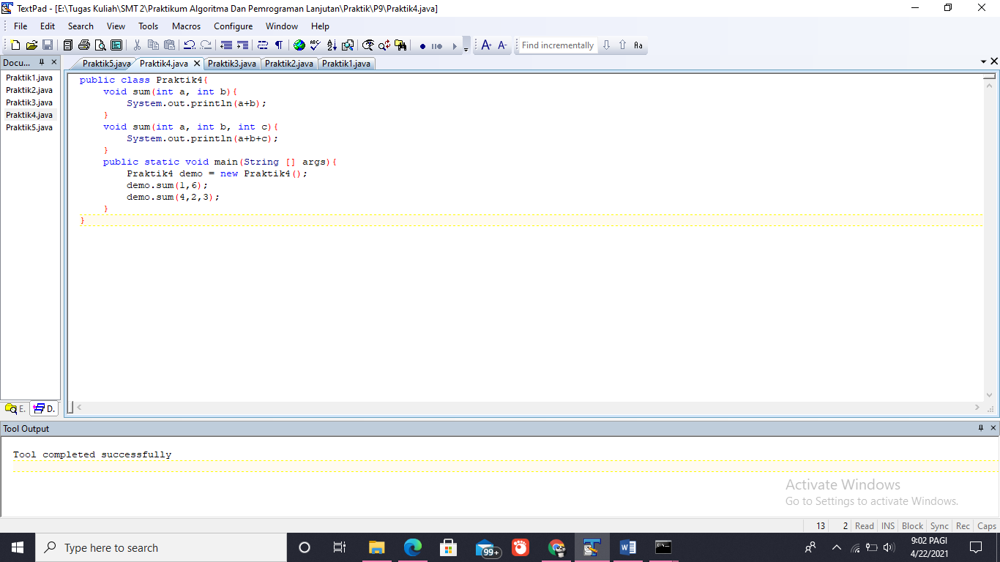 TextPad - [E:\Tugas Kuliah\SMT 2\Praktikum Algoritma Dan Pemrograman Lanjutan\Praktik\P9\Praktik4.java]
File Edit Search View Tools Macros Configure Window Help
Find incrementally
Docu...
Praktik5.java Praktik4.java Praktik3.java Praktik2.java Praktik1.java
Praktik1.java
Praktik2.java
Praktik3.java
Praktik4.java
Praktik5.java
public class Praktik4{
    void sum(int a, int b){
        System.out.println(a+b);
    }
    void sum(int a, int b, int c){
        System.out.println(a+b+c);
    }
    public static void main(String [] args){
        Praktik4 demo = new Praktik4();
        demo.sum(1,6);
        demo.sum(4,2,3);
    }
}
E. D.
Tool Output
Tool completed successfully
Activate Windows
Go to Settings to activate Windows.
13 2 Read INS Block Sync Rec Caps
Type here to search
99+
9:02 PAGI
4/22/2021